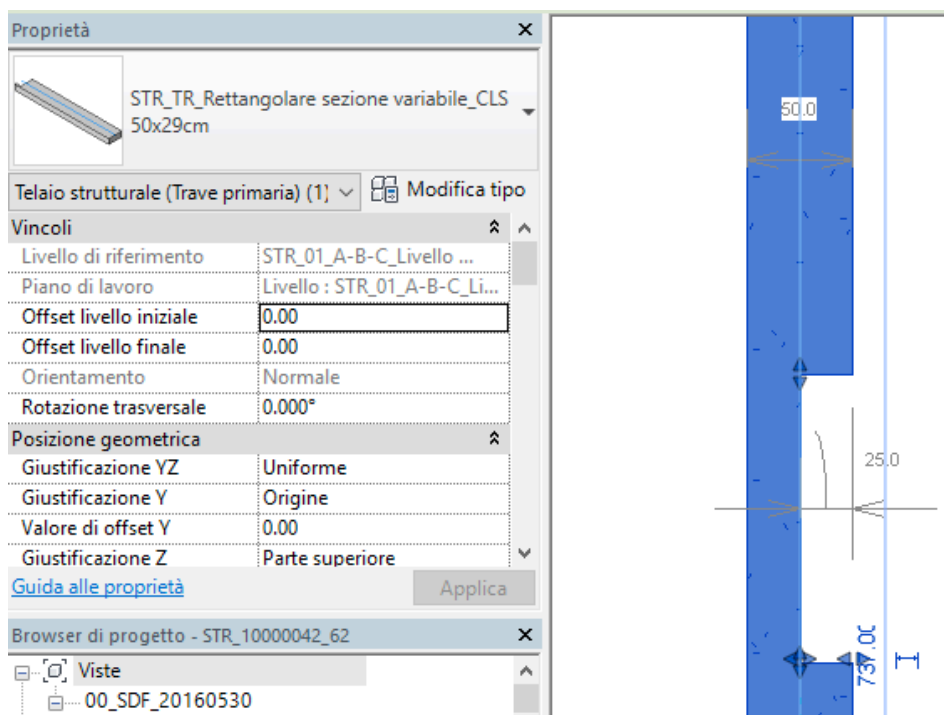 Proprietà
STR_TR_Rettangolare sezione variabile_CLS
50x29cm
Telaio strutturale (Trave primaria) (1)
Modifica tipo
Vincoli
Livello di riferimento STR_01_A-B-C_Livello ...
Piano di lavoro Livello : STR_01_A-B-C_Li...
Offset livello iniziale 0.00
Offset livello finale 0.00
Orientamento Normale
Rotazione trasversale 0.000°
Posizione geometrica
Giustificazione YZ Uniforme
Giustificazione Y Origine
Valore di offset Y 0.00
Giustificazione Z Parte superiore
Guida alle proprietà Applica
Browser di progetto - STR_10000042_62
Viste
00_SDF_20160530
50.0
25.0
737.00